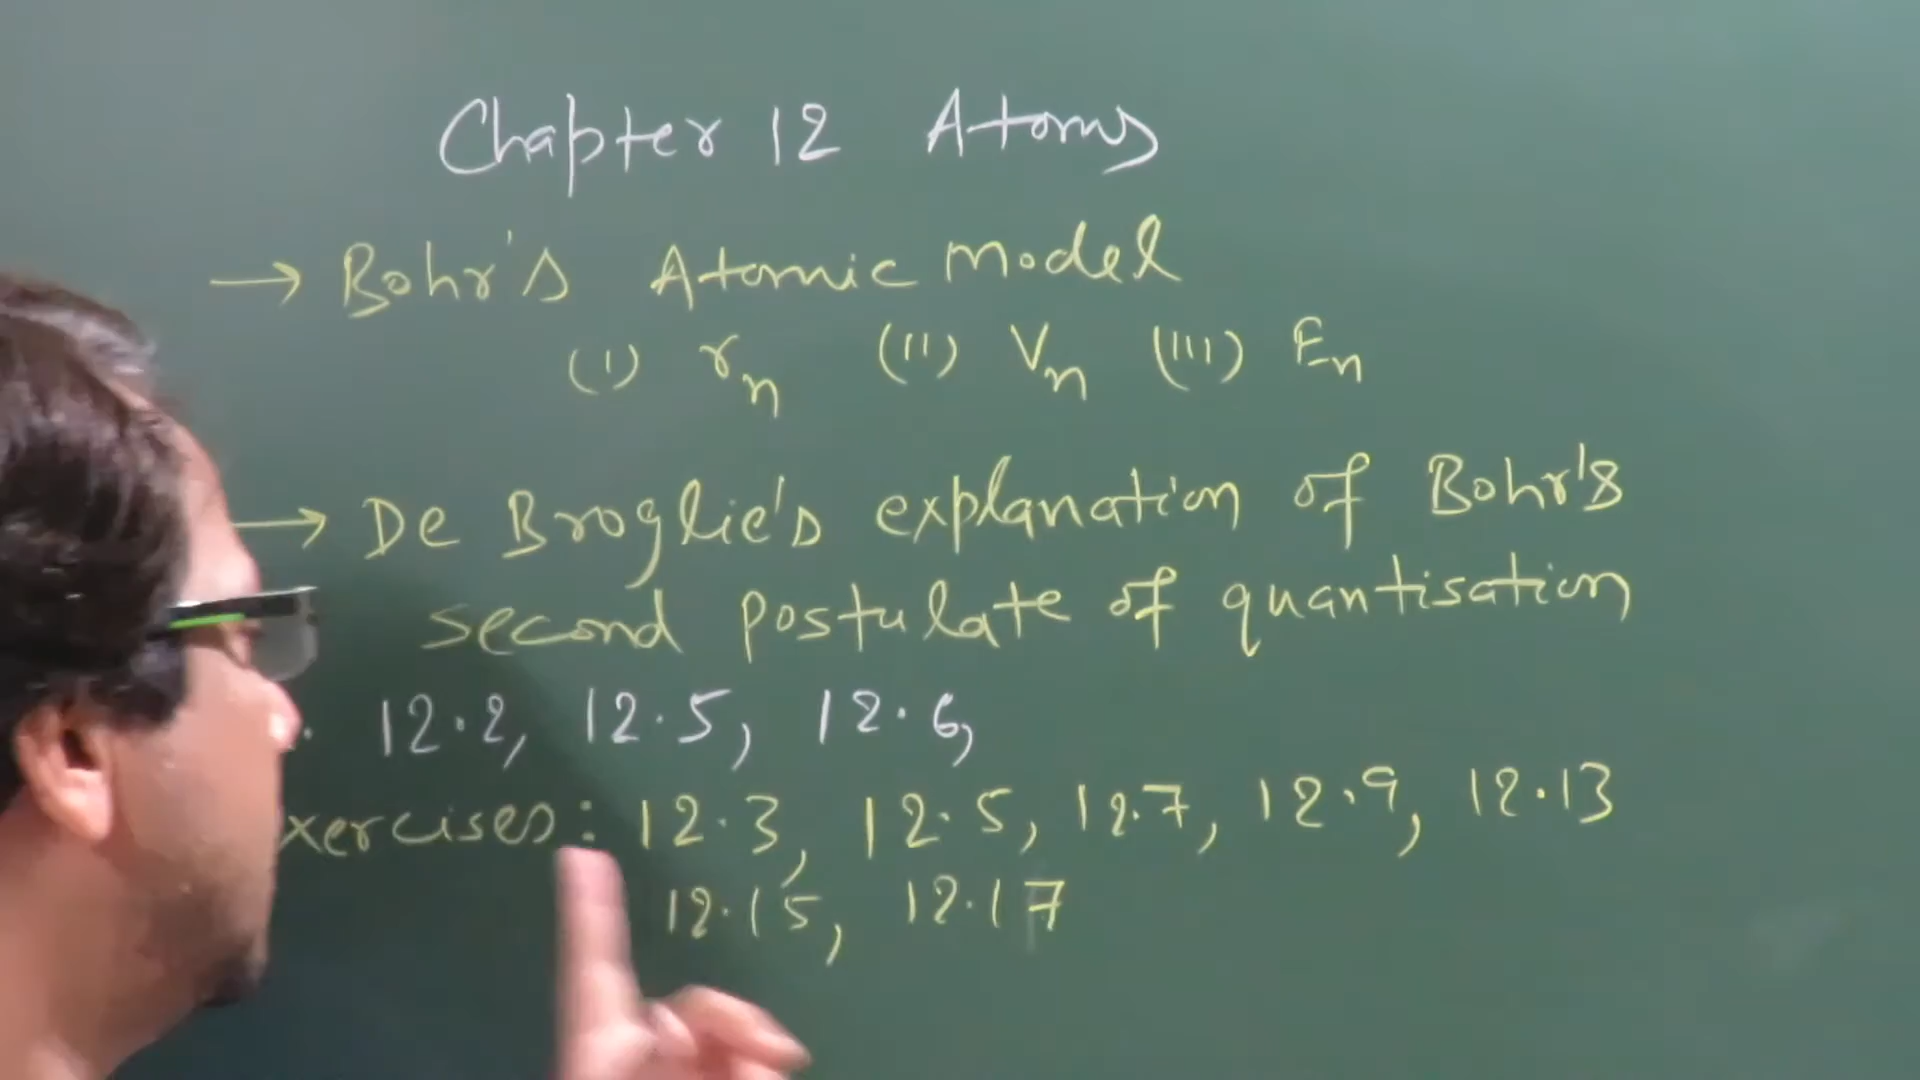 Chapter 12 Atoms
→ Bohr's Atomic Model
(i) rn (ii) Vn (iii) En
→ De Broglie's explanation of Bohr's
second postulate of quantisation
12.2, 12.5, 12.6,
xercises: 12.3, 12.5, 12.7, 12.9, 12.13
12.15, 12.17